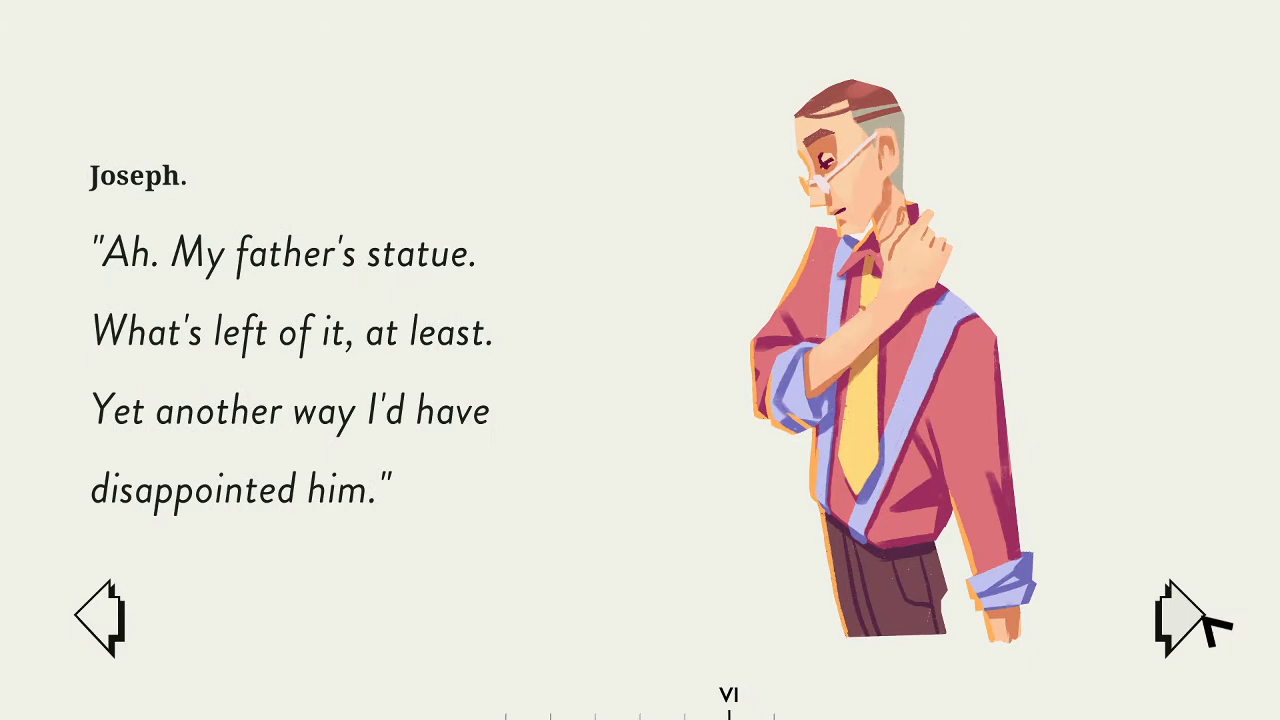 Joseph.
"Ah. My father's statue.
What's left of it, at least.
Yet another way I'd have
disappointed him."
VI